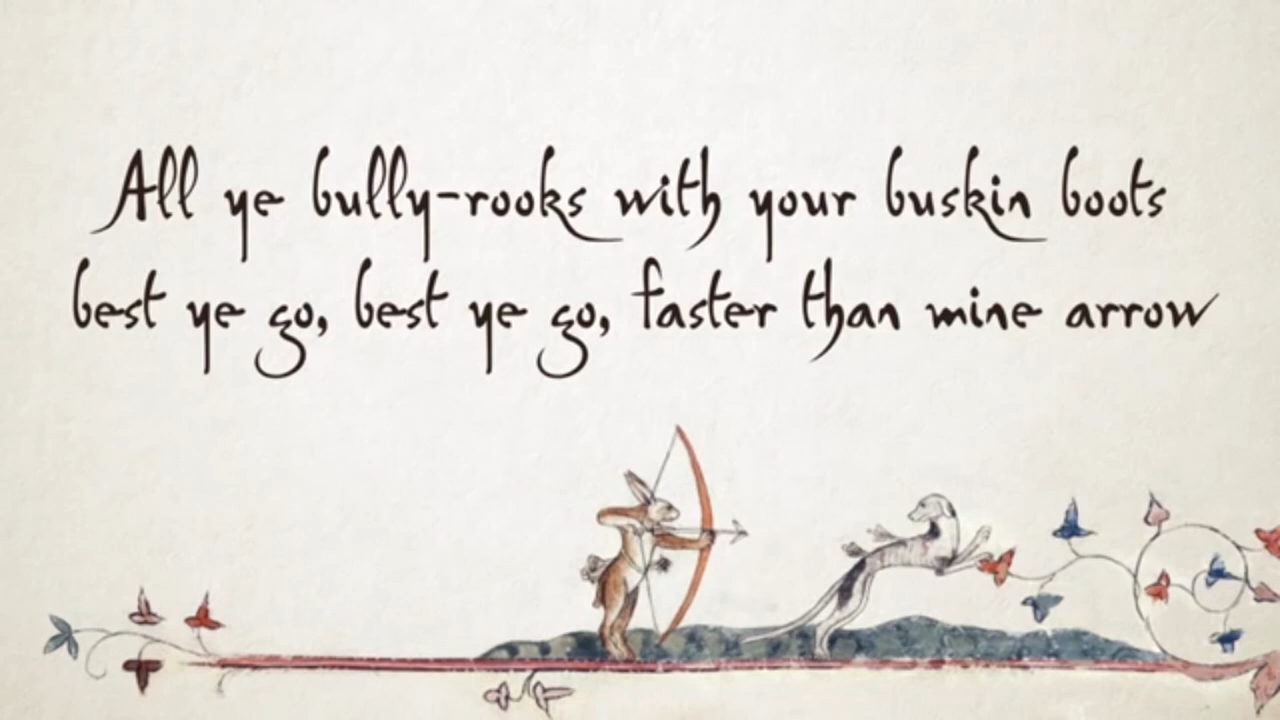 All ye bully-rooks with your buskin boots
best ye go, best ye go, faster than mine arrow